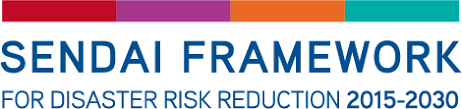 SENDAI FRAMEWORK
FOR DISASTER RISK REDUCTION 2015-2030